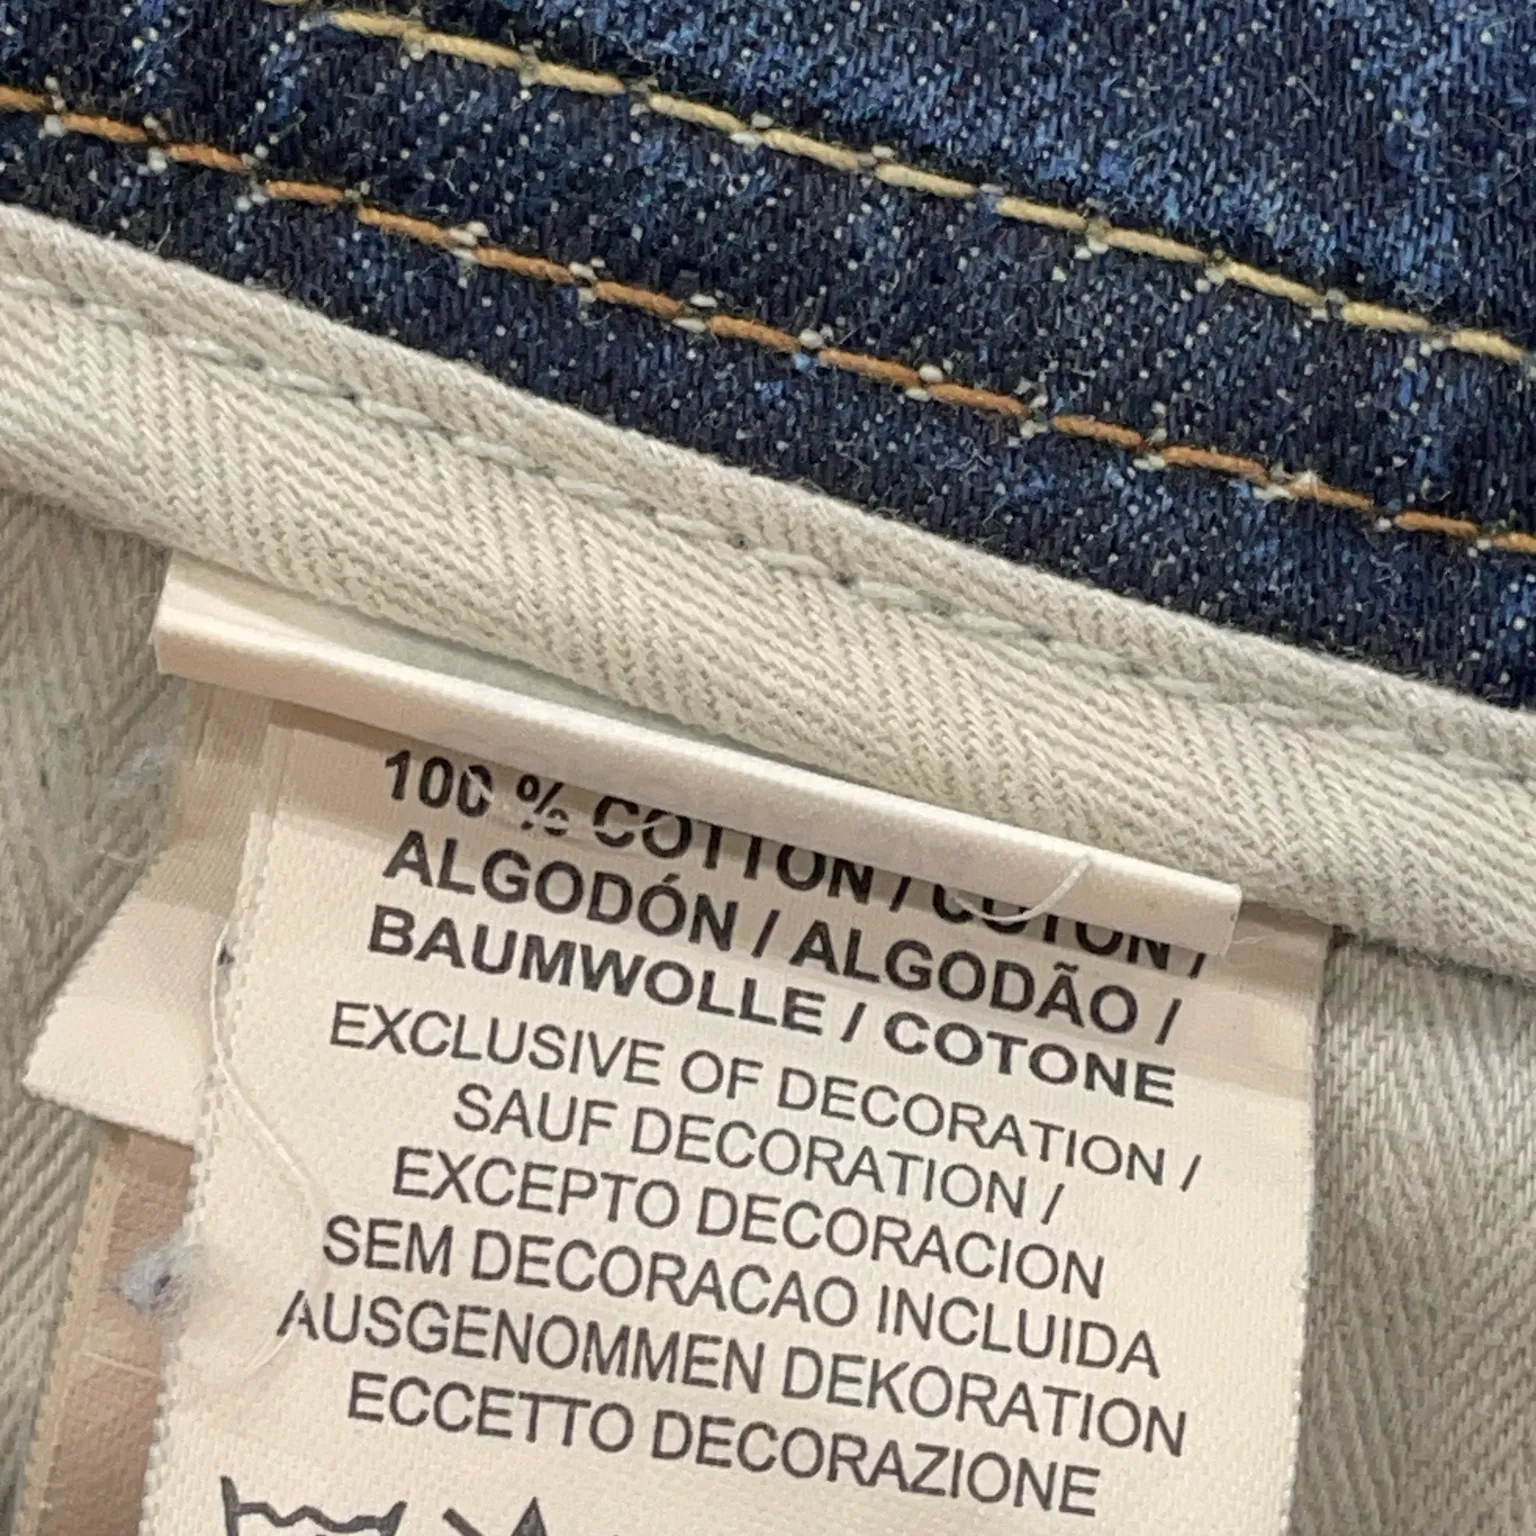 100 % COTTON / COTON /
ALGODÓN / ALGODÃO /
BAUMWOLLE / COTONE
EXCLUSIVE OF DECORATION /
SAUF DECORATION /
EXCEPTO DECORACION
SEM DECORACAO INCLUIDA
AUSGENOMMEN DEKORATION
ECCETTO DECORAZIONE